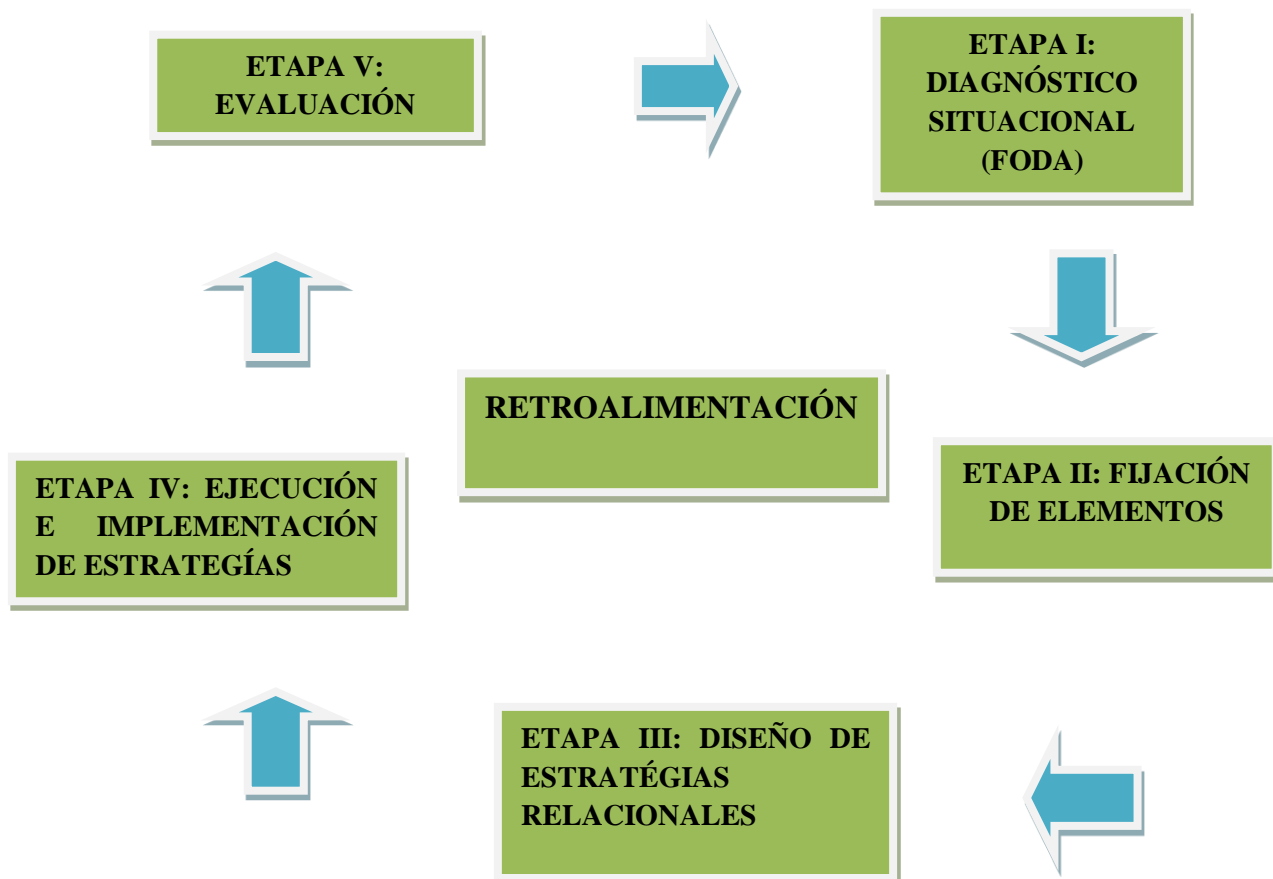 ETAPA V:
EVALUACIÓN
ETAPA I:
DIAGNÓSTICO
SITUACIONAL
(FODA)
RETROALIMENTACIÓN
ETAPA II: FIJACIÓN
DE ELEMENTOS
ETAPA IV: EJECUCIÓN
E IMPLEMENTACIÓN
DE ESTRATEGÍAS
ETAPA III: DISEÑO DE
ESTRATÉGIAS
RELACIONALES